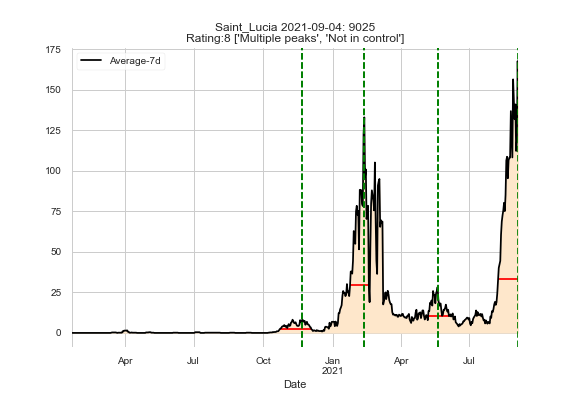 Saint_Lucia 2021-09-04: 9025
Rating:8 ['Multiple peaks', 'Not in control']
Average-7d
175
150
125
100
75
50
25
0
Apr
Jul
Oct
Jan
2021
Apr
Jul
Date